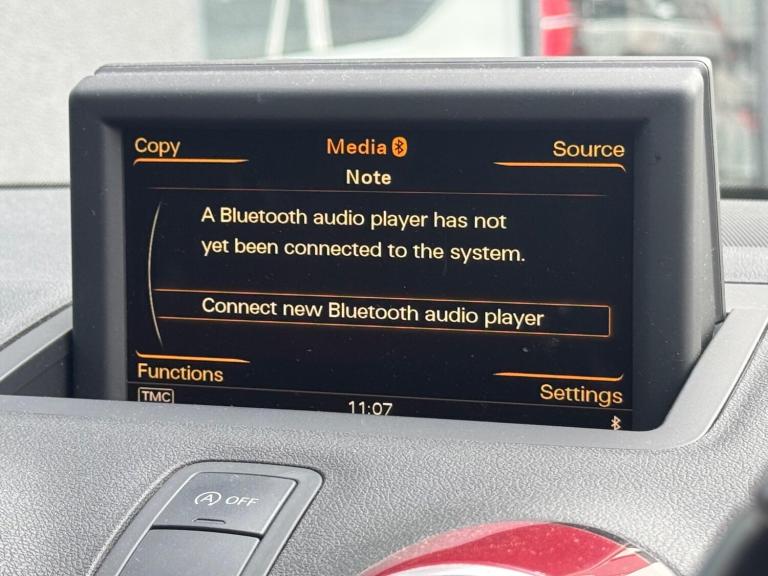 Copy
Media
Source
Note
A Bluetooth audio player has not
yet been connected to the system.
Connect new Bluetooth audio player
Functions
Settings
TMC
11:07
A OFF